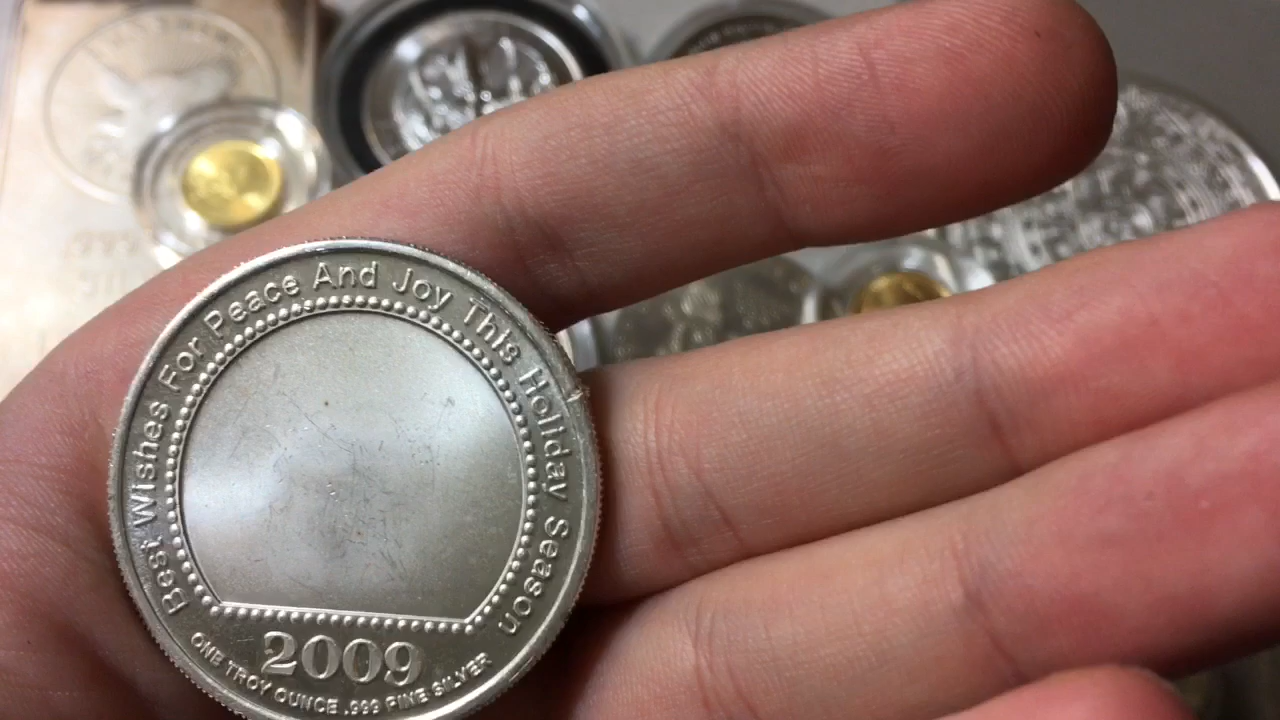 Best Wishes For Peace And Joy This Holiday Season
2009
ONE TROY OUNCE .999 FINE SILVER